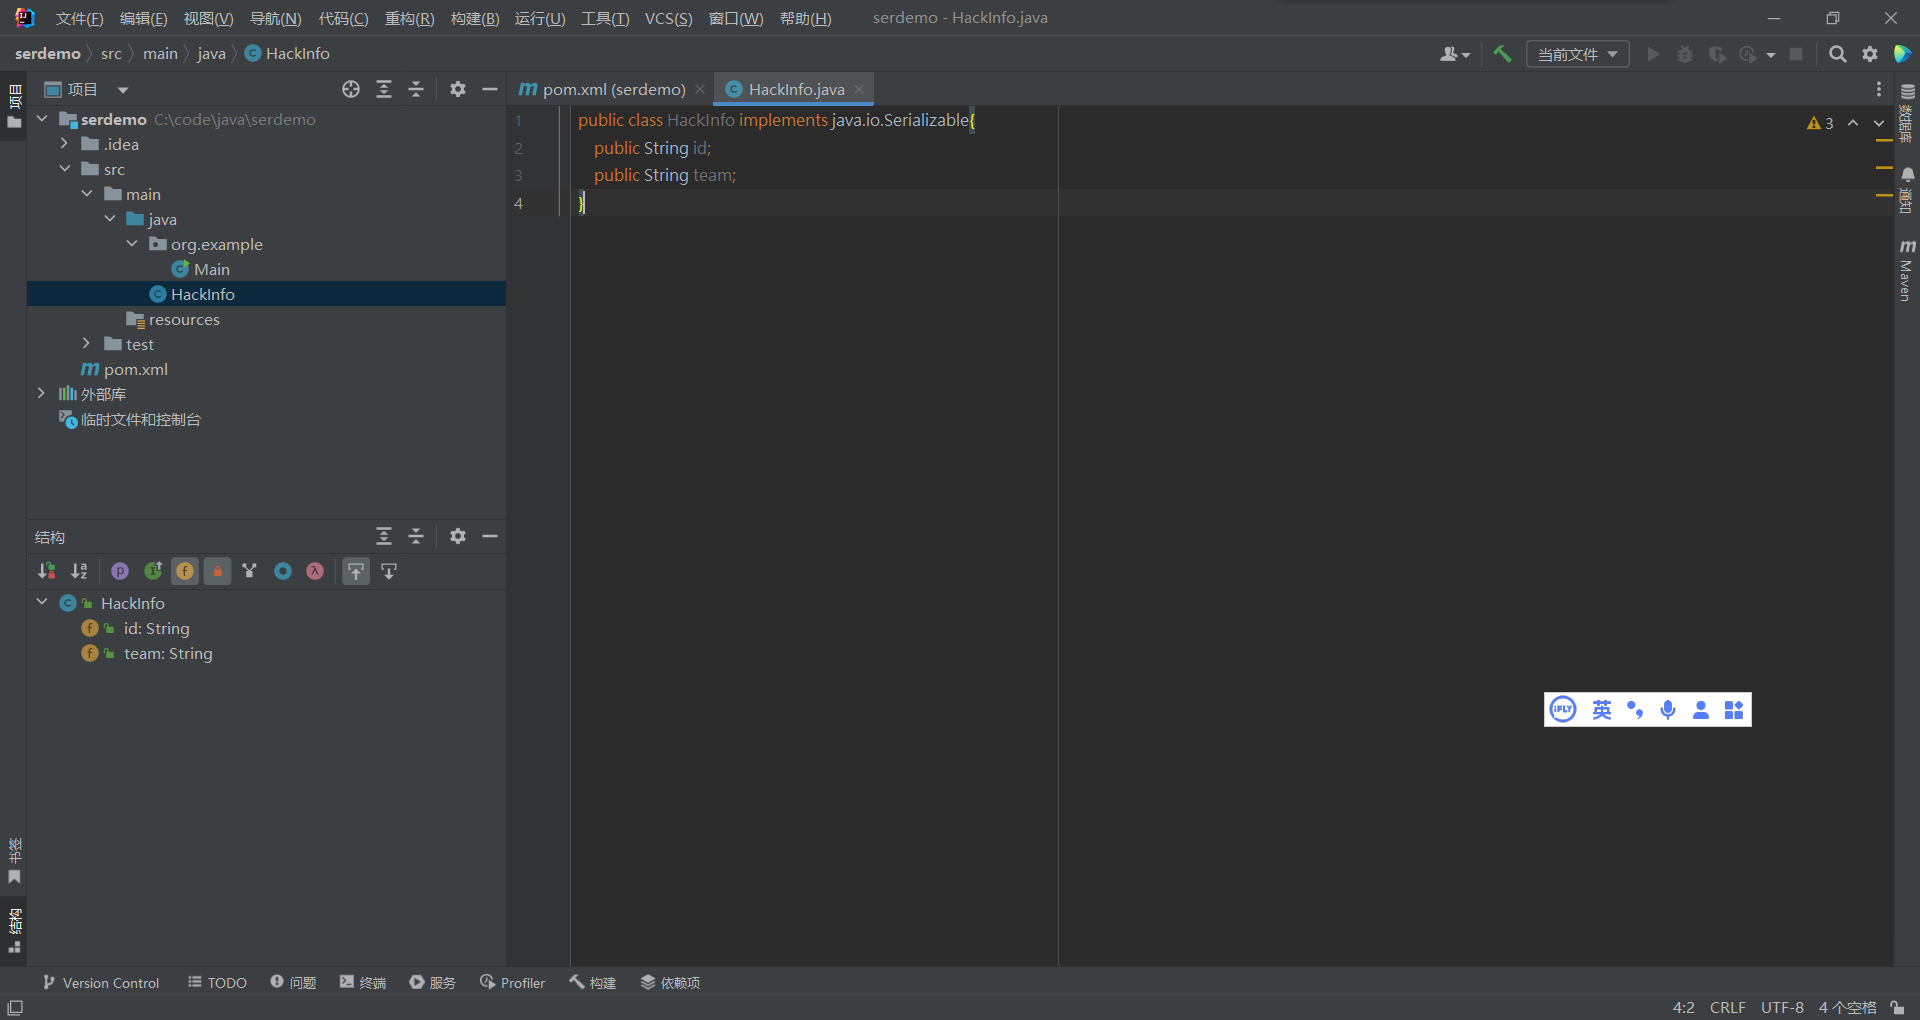 文件(F) 编辑(E) 视图(V) 导航(N) 代码(C) 重构(R) 构建(B) 运行(U) 工具(T) VCS(S) 窗口(W) 帮助(H) serdemo - HackInfo.java
serdemo src main java HackInfo 当前文件
项目
项目
pom.xml (serdemo)
HackInfo.java
serdemo C:\code\java\serdemo
.idea
src
main
java
org.example
Main
HackInfo
resources
test
pom.xml
外部库
临时文件和控制台
1 public class HackInfo implements java.io.Serializable{
2 public String id;
3 public String team;
4 }
3
数据库
通知
m Maven
结构
HackInfo
id: String
team: String
书签
结构
iFLY 英
Version Control TODO 问题 终端 服务 Profiler 构建 依赖项
4:2 CRLF UTF-8 4 个空格